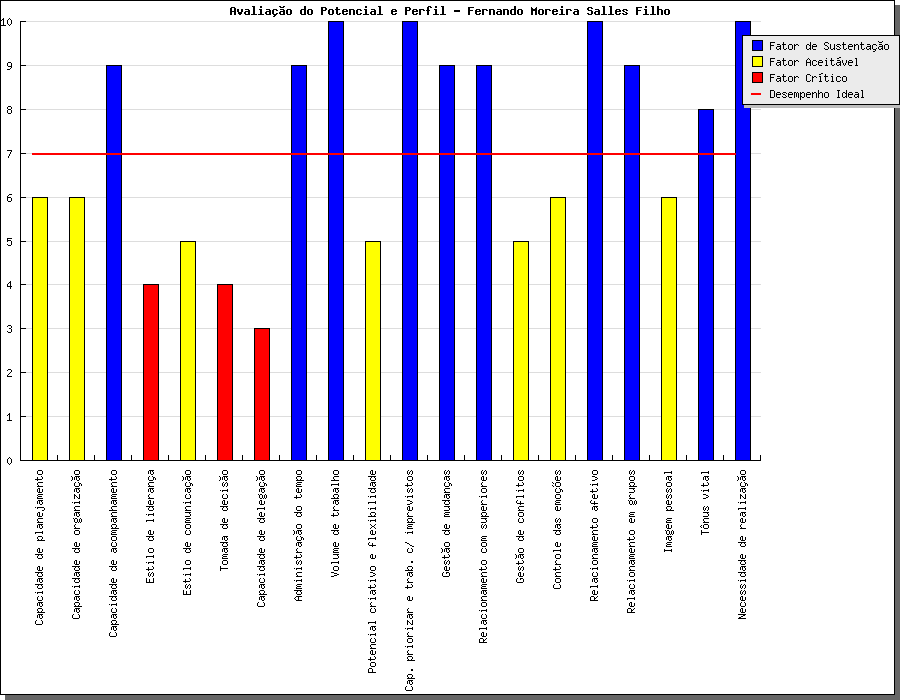 Avaliação do Potencial e Perfil - Fernando Moreira Salles Filho
10
9
8
7
6
5
4
3
2
1
0
Fator de Sustentação
Fator Aceitável
Fator Crítico
Desempenho Ideal
Capacidade de planejamento
Capacidade de organização
Capacidade de acompanhamento
Estilo de liderança
Estilo de comunicação
Tomada de decisão
Capacidade de delegação
Administração do tempo
Volume de trabalho
Potencial criativo e flexibilidade
Cap. priorizar e trab. c/ imprevistos
Gestão de mudanças
Relacionamento com superiores
Gestão de conflitos
Controle das emoções
Relacionamento afetivo
Relacionamento em grupos
Imagem pessoal
Tônus vital
Necessidade de realização